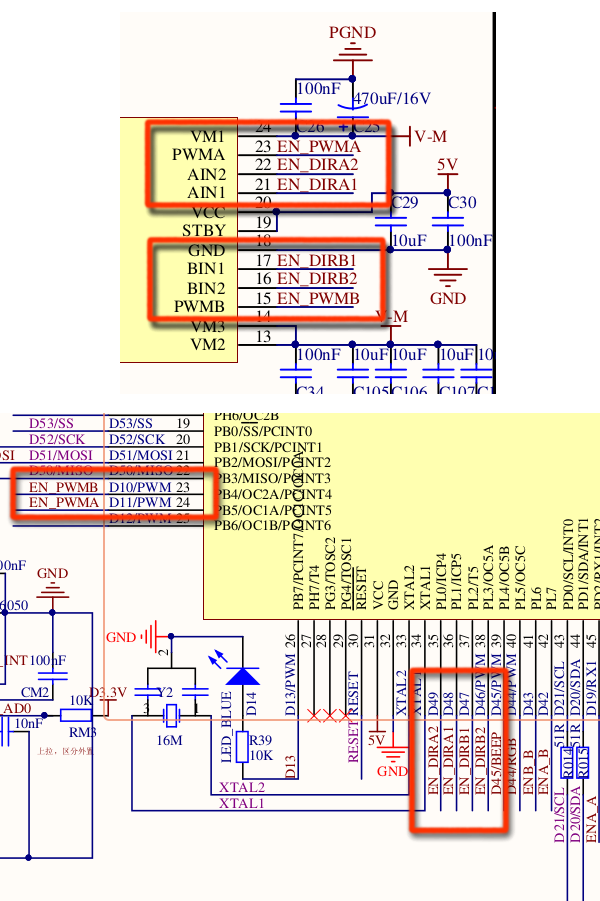 PGND
100nF
470uF/16V
24 C26 C25
VM1 V-M
PWMA 23 EN_PWMA
AIN2 22 EN_DIRA2 5V
AIN1 21 EN_DIRA1
VCC 20 C29 C30
STBY 19
GND 18 10uF 100nF
BIN1 17 EN_DIRB1
BIN2 16 EN_DIRB2 GND
PWMB 15 EN_PWMB
VM3 14 V-M
VM2 13
100nF 10uF 10uF 10uF 10
C34 C105 C106 C107
PH6/OC2B
D53/SS D53/SS 19 PB0/SS/PCINT0
D52/SCK D52/SCK 20 PB1/SCK/PCINT1
OSI D51/MOSI D51/MOSI 21 PB2/MOSI/PCINT2
D50/MISO D50/MISO 22 PB3/MISO/PCINT3
EN_PWMB D10/PWM 23 PB4/OC2A/PCINT4
EN_PWMA D11/PWM 24 PB5/OC1A/PCINT5
D12/PWM 25 PB6/OC1B/PCINT6
PH7/T4
PG3/TOSC2
PG4/TOSC1
RESET
VCC
GND
XTAL2
XTAL1
PL0/ICP4
PL1/ICP5
PL2/T5
PL3/OC5A
PL4/OC5B
PL5/OC5C
PL6
PL7
PD0/SCL/INT0
PD1/SDA/INT1
26 27 28 29 30 31 32 33 34 35 36 37 38 39 40 41 42 43 44 45
D13/PWM
RESET
XTAL2
XTAL1
D49
D48
D47
D46/PWM
D45/PWM
D44/PWM
D43
D42
D21/SCL
D20/SDA
D19/RX1
00nF
GND
6050
_INT 100nF
CM2
AD0
10nF
10K
RM3
D3.3V
上拉，区分外置
GND
2
Y2
3 1
16M
LED_BLUE
D14
R39
10K
D13
RESET
5V
GND
XTAL2
XTAL1
EN_DIRA2
EN_DIRA1
EN_DIRB1
EN_DIRB2
D45/BEEP
D44/RGB
ENB_B
ENA_B
51R
R014
51R
R015
D21/SCL
D20/SDA
ENA_A